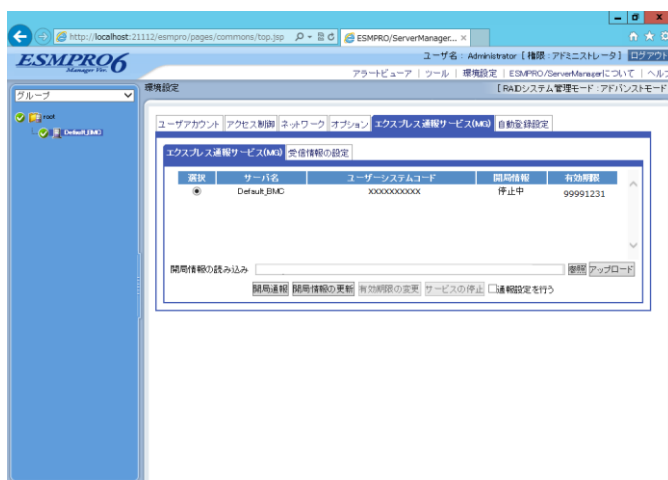 http://localhost:21112/esmpro/pages/commons/top.jsp
ESMPRO/ServerManager...
ESMPRO6
Manager Ver.
ユーザ名 : Administrator [ 権限 : アドミニストレータ ] ログアウト
アラートビューア | ツール | 環境設定 | ESMPRO/ServerManagerについて | ヘル
グループ
環境設定
[ RADシステム管理モード : アドバンストモード
root
Default_BMC
ユーザアカウント アクセス制御 ネットワーク オプション エクスプレス通報サービス(MG) 自動登録設定
エクスプレス通報サービス(MG) 受信情報の設定
選択 サーバ名 ユーザーシステムコード 開局情報 有効期限
Default_BMC XXXXXXXXXX 停止中 99991231
開局情報の読み込み 参照 アップロード
開局通報 開局情報の更新 有効期限の変更 サービスの停止 通報設定を行う